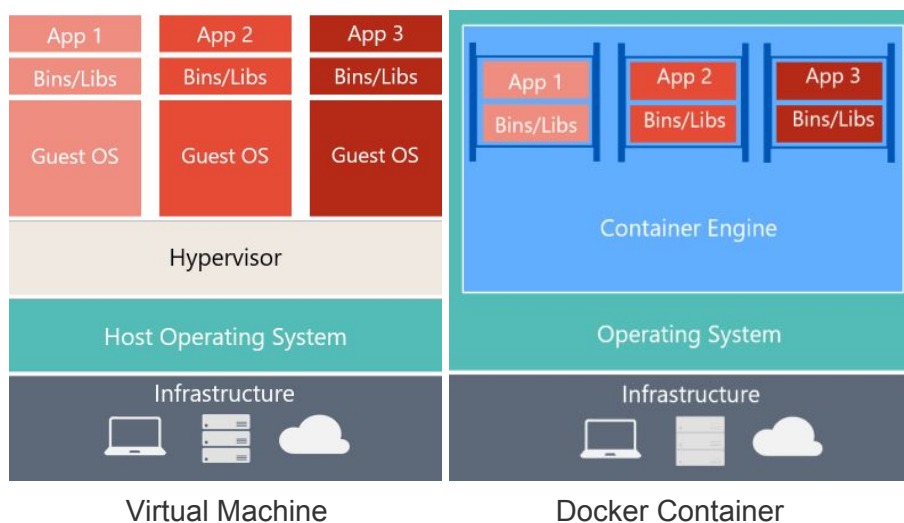 App 1
App 2
App 3
Bins/Libs
Bins/Libs
Bins/Libs
Guest OS
Guest OS
Guest OS
Hypervisor
Host Operating System
Infrastructure
Virtual Machine
App 1
App 2
App 3
Bins/Libs
Bins/Libs
Bins/Libs
Container Engine
Operating System
Infrastructure
Docker Container